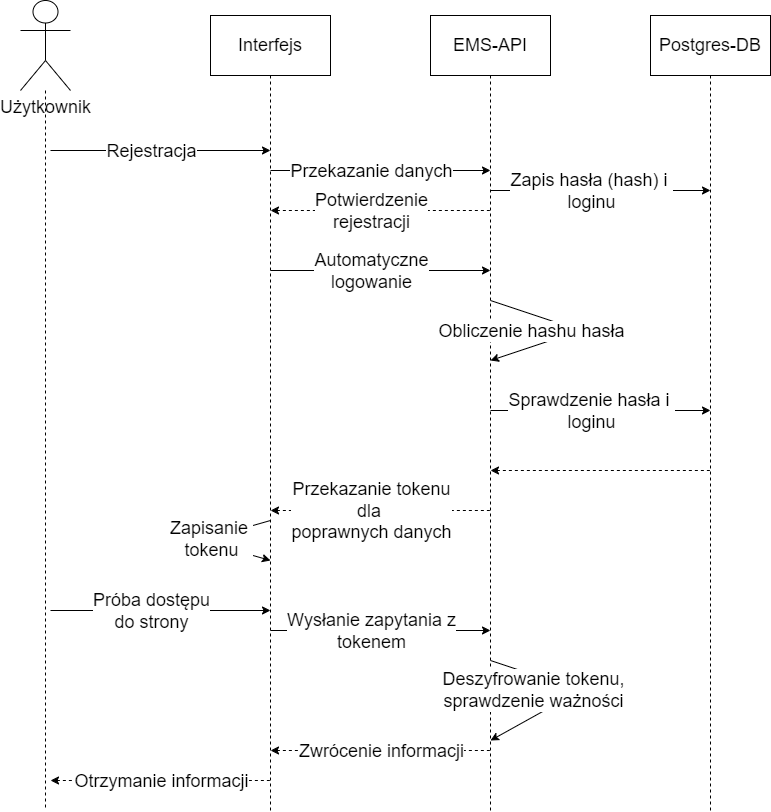 Użytkownik
Interfejs
EMS-API
Postgres-DB
Rejestracja
Przekazanie danych
Zapis hasła (hash) i
loginu
Potwierdzenie
rejestracji
Automatyczne
logowanie
Obliczenie hashu hasła
Sprawdzenie hasła i
loginu
Przekazanie tokenu
dla
poprawnych danych
Zapisanie
tokenu
Próba dostępu
do strony
Wysłanie zapytania z
tokenem
Deszyfrowanie tokenu,
sprawdzenie ważności
Zwrócenie informacji
Otrzymanie informacji